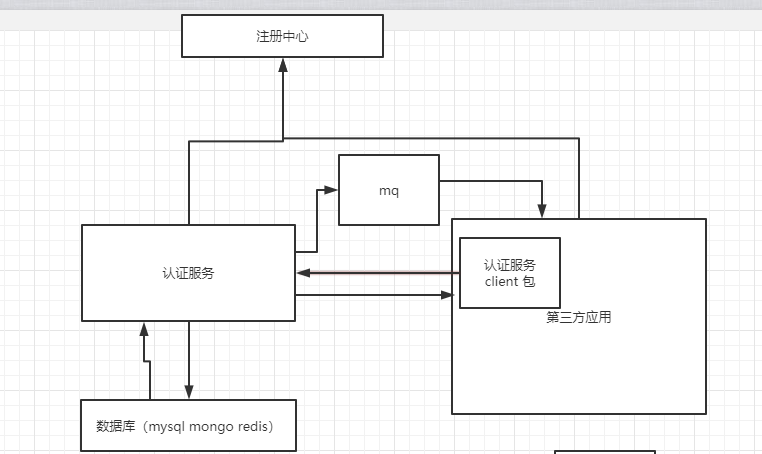 注册中心
mq
认证服务
认证服务
client 包
第三方应用
数据库（mysql mongo redis）